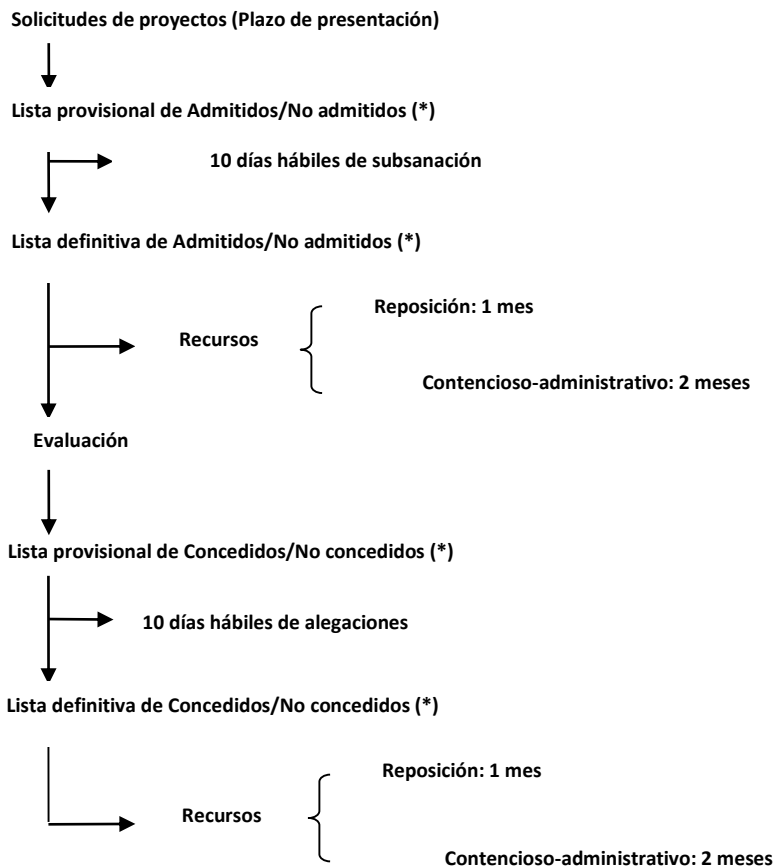 Solicitudes de proyectos (Plazo de presentación)
Lista provisional de Admitidos/No admitidos (*)
10 días hábiles de subsanación
Lista definitiva de Admitidos/No admitidos (*)
Reposición: 1 mes
Recursos
Contencioso-administrativo: 2 meses
Evaluación
Lista provisional de Concedidos/No concedidos (*)
10 días hábiles de alegaciones
Lista definitiva de Concedidos/No concedidos (*)
Reposición: 1 mes
Recursos
Contencioso-administrativo: 2 meses